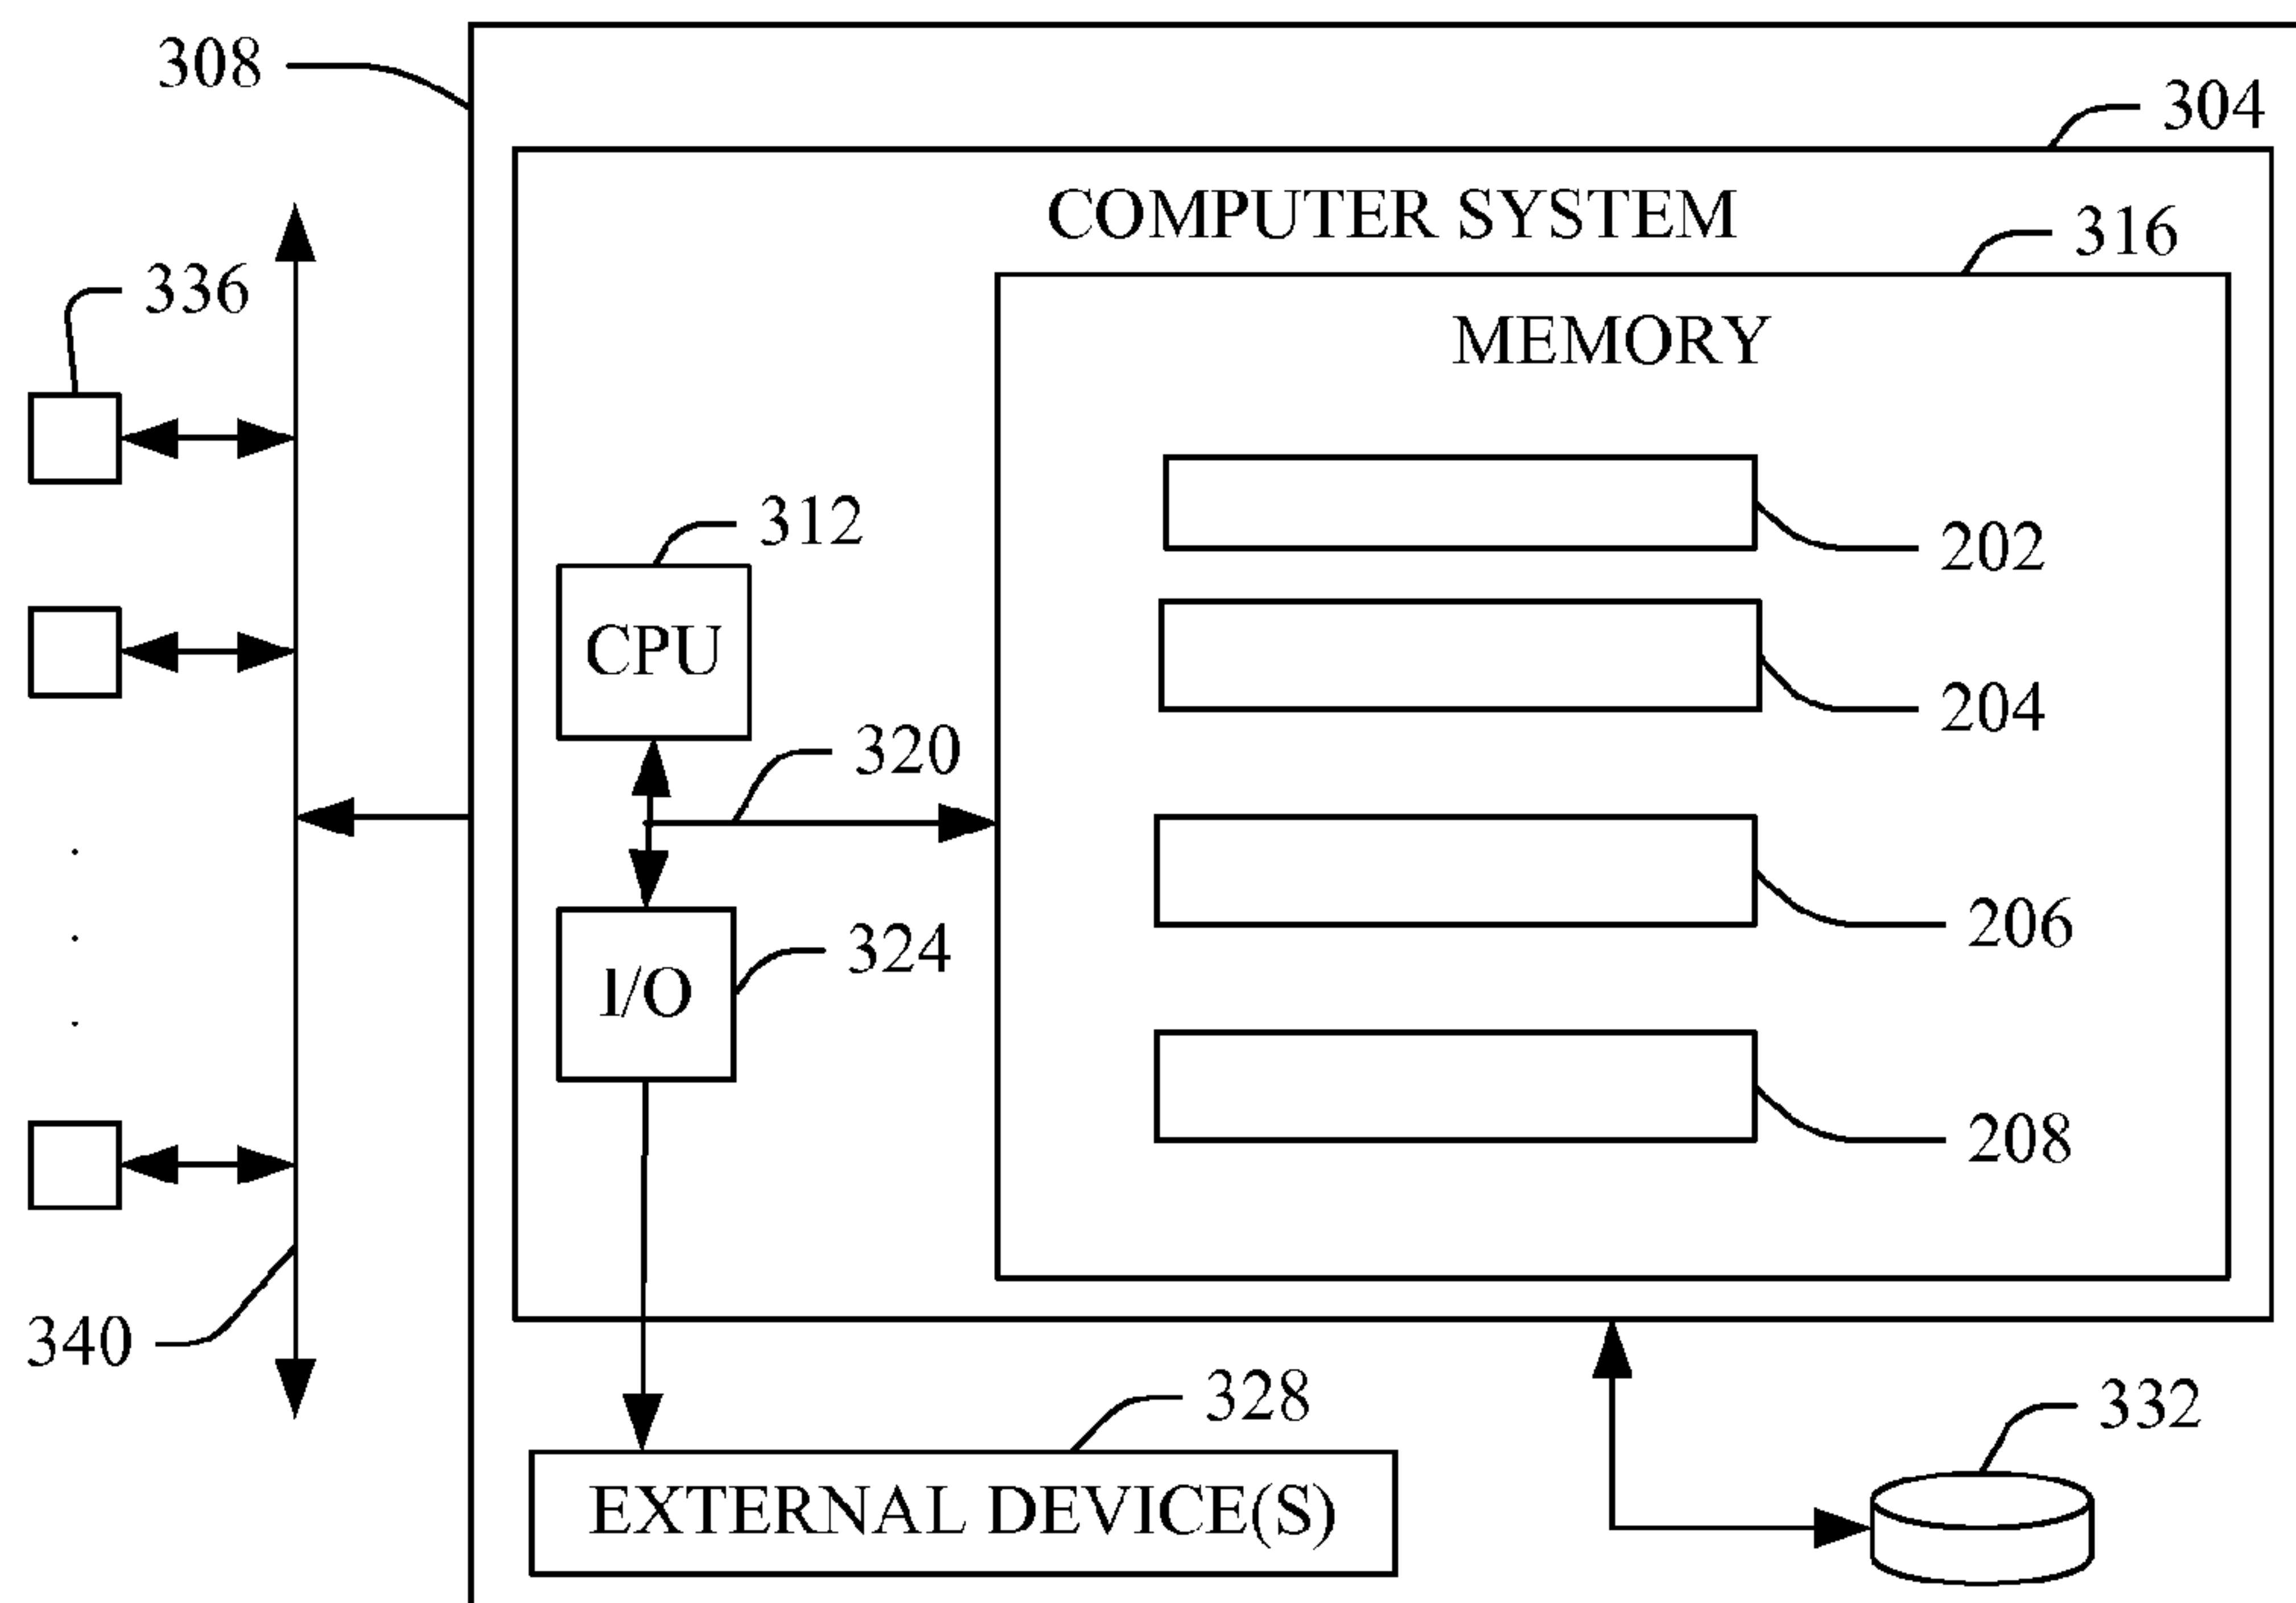 308
304
COMPUTER SYSTEM
316
336
MEMORY
312
202
CPU
204
320
206
324
I/O
208
340
328
332
EXTERNAL DEVICE(S)